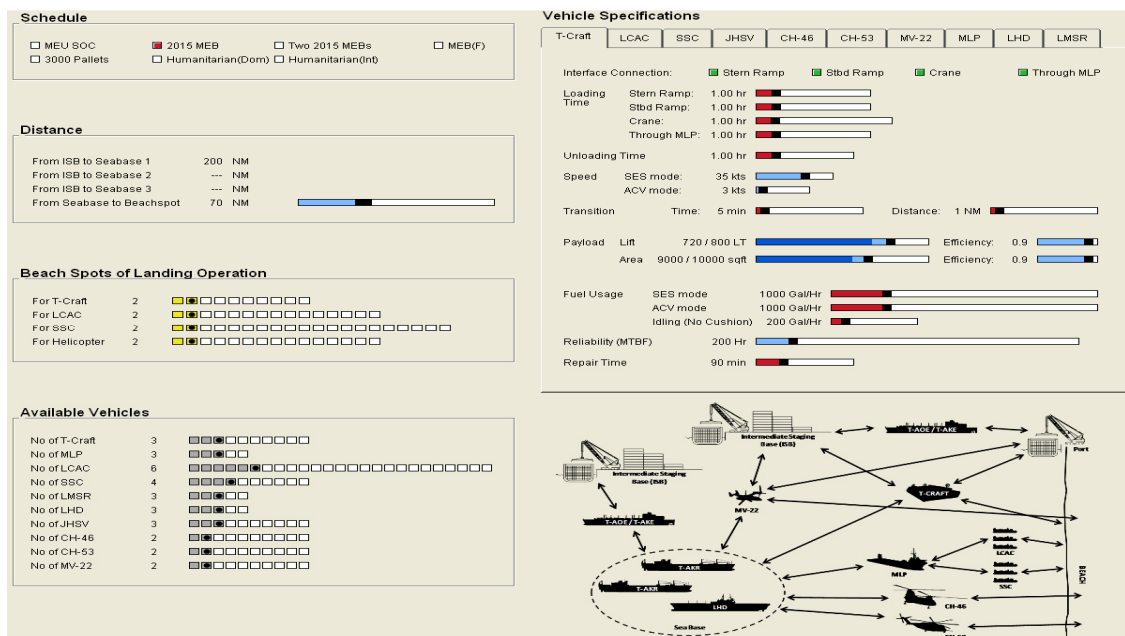 Schedule
MEU SOC 2015 MEB Two 2015 MEBs MEB(F)
3000 Pallets Humanitarian(Dom) Humanitarian(Int)
Distance
From ISB to Seabase 1 200 NM
From ISB to Seabase 2 --- NM
From ISB to Seabase 3 --- NM
From Seabase to Beachspot 70 NM
Beach Spots of Landing Operation
For T-Craft 2
For LCAC 2
For SSC 2
For Helicopter 2
Available Vehicles
No of T-Craft 3
No of MLP 3
No of LCAC 6
No of SSC 4
No of LMSR 3
No of LHD 3
No of JHSV 3
No of CH-46 2
No of CH-53 2
No of MV-22 2
Vehicle Specifications
T-Craft LCAC SSC JHSV CH-46 CH-53 MV-22 MLP LHD LMSR
Interface Connection: Stern Ramp Stbd Ramp Crane Through MLP
Loading Time Stern Ramp: 1.00 hr
Stbd Ramp: 1.00 hr
Crane: 1.00 hr
Through MLP: 1.00 hr
Unloading Time 1.00 hr
Speed SES mode: 35 kts
ACV mode: 3 kts
Transition Time: 5 min Distance: 1 NM
Payload Lift 720 / 800 LT Efficiency: 0.9
Area 9000 / 10000 sqft Efficiency: 0.9
Fuel Usage SES mode 1000 Gal/Hr
ACV mode 1000 Gal/Hr
Idling (No Cushion) 200 Gal/Hr
Reliability (MTBF) 200 Hr
Repair Time 90 min
Intermediate Staging
Base (ISB)
T-AOE / T-AKE
Port
Intermediate Staging
Base (ISB)
MV-22
T-CRAFT
T-AOE / T-AKE
LCAC
T-AKR
MLP
SSC
BEACH
T-AKR
LHD
CH-46
Sea Base